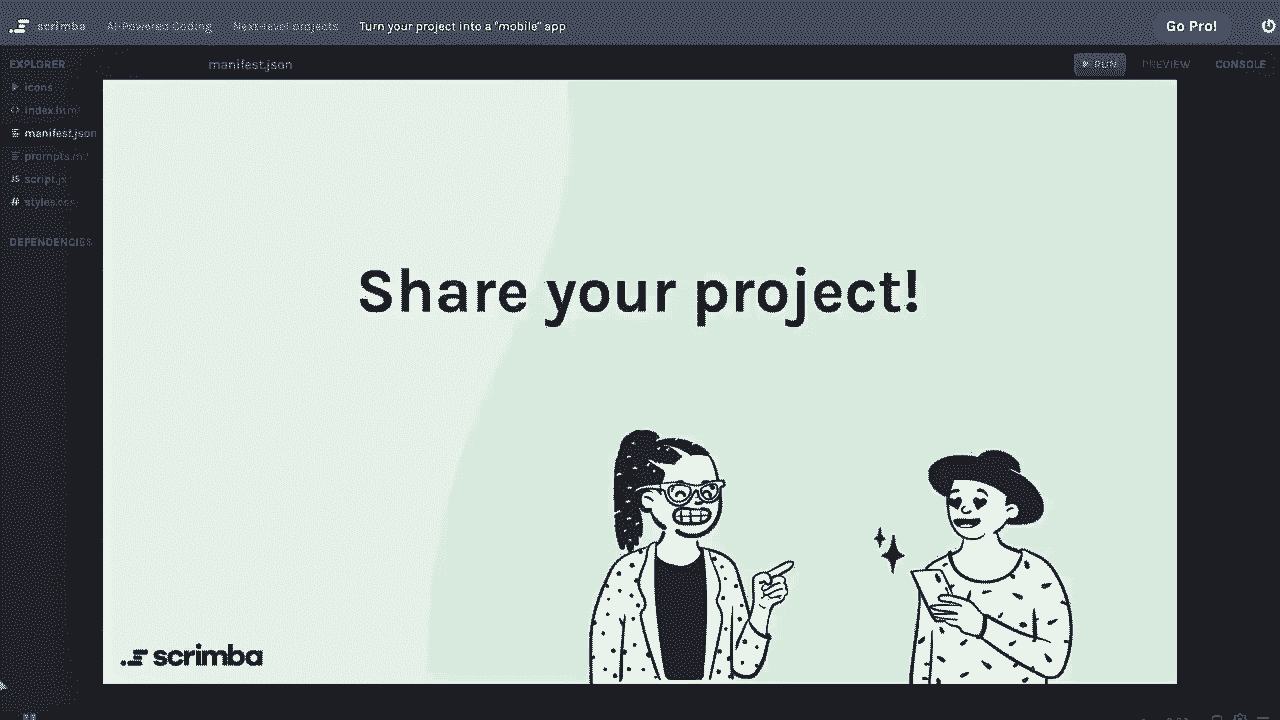 scrimba AI-Powered Coding Next-level projects Turn your project into a "mobile" app Go Pro!
EXPLORER manifest.json RUN PREVIEW CONSOLE
icons
index.html
manifest.json
prompts.md
script.js
styles.css
DEPENDENCIES
Share your project!
scrimba